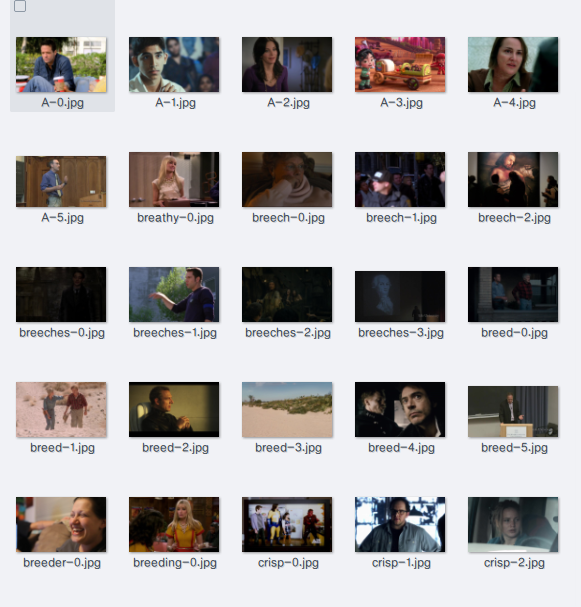 A-0.jpg
A-1.jpg
A-2.jpg
A-3.jpg
A-4.jpg
A-5.jpg
breathy-0.jpg
breech-0.jpg
breech-1.jpg
breech-2.jpg
breeches-0.jpg
breeches-1.jpg
breeches-2.jpg
breeches-3.jpg
breed-0.jpg
breed-1.jpg
breed-2.jpg
breed-3.jpg
breed-4.jpg
breed-5.jpg
breeder-0.jpg
breeding-0.jpg
crisp-0.jpg
crisp-1.jpg
crisp-2.jpg